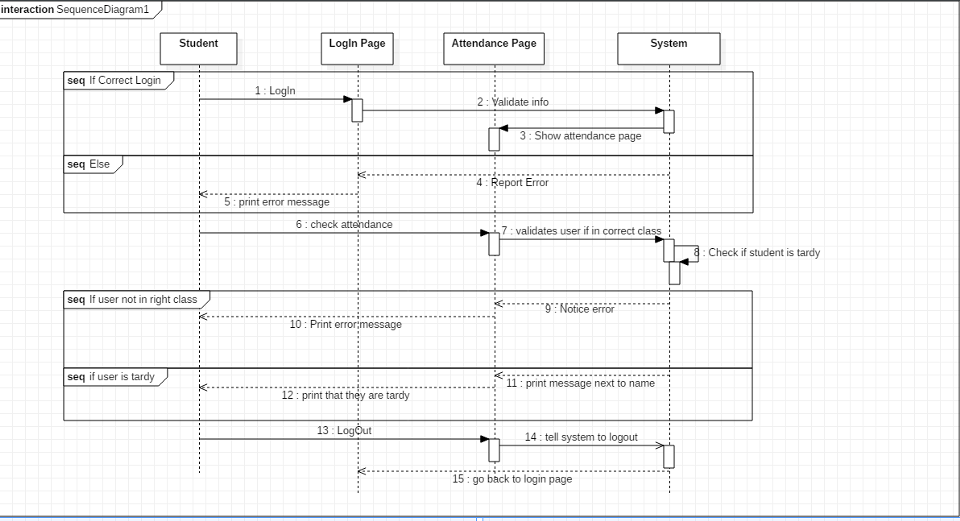 interaction SequenceDiagram1
Student
LogIn Page
Attendance Page
System
seq If Correct Login
1 : LogIn
2 : Validate info
3 : Show attendance page
seq Else
4 : Report Error
5 : print error message
6 : check attendance
7 : validates user if in correct class
8 : Check if student is tardy
seq If user not in right class
9 : Notice error
10 : Print error message
seq if user is tardy
11 : print message next to name
12 : print that they are tardy
13 : LogOut
14 : tell system to logout
15 : go back to login page